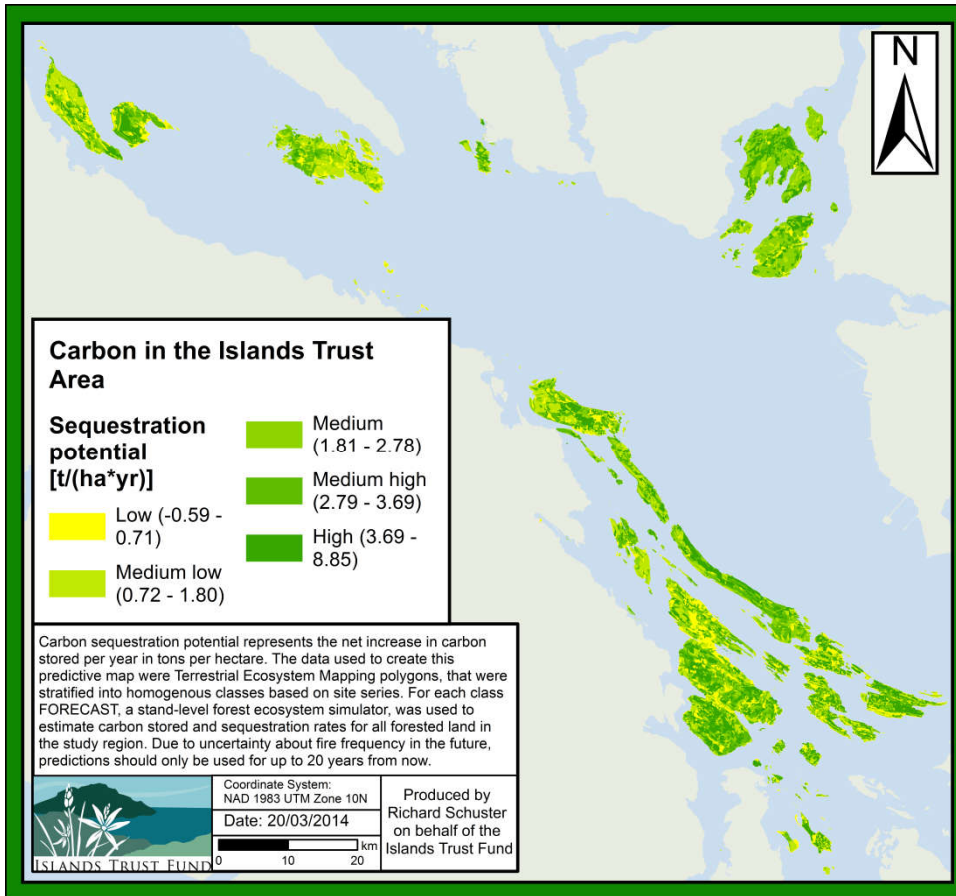 N
Carbon in the Islands Trust
Area
Sequestration
potential
[t/(ha*yr)]
Low (-0.59 -
0.71)
Medium low
(0.72 - 1.80)
Medium
(1.81 - 2.78)
Medium high
(2.79 - 3.69)
High (3.69 -
8.85)
Carbon sequestration potential represents the net increase in carbon
stored per year in tons per hectare. The data used to create this
predictive map were Terrestrial Ecosystem Mapping polygons, that were
stratified into homogenous classes based on site series. For each class
FORECAST, a stand-level forest ecosystem simulator, was used to
estimate carbon stored and sequestration rates for all forested land in
the study region. Due to uncertainty about fire frequency in the future,
predictions should only be used for up to 20 years from now.
ISLANDS TRUST FUND
Coordinate System:
NAD 1983 UTM Zone 10N
Date: 20/03/2014
km
0 10 20
Produced by
Richard Schuster
on behalf of the
Islands Trust Fund